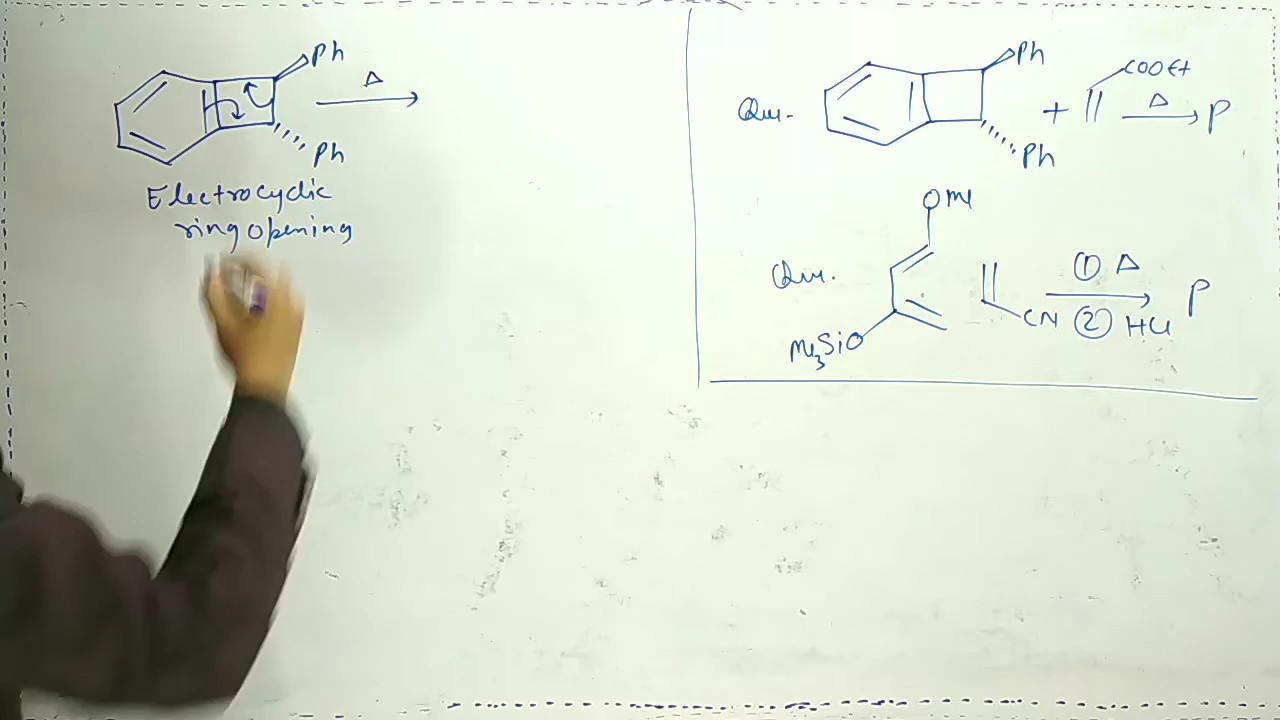 Ph
Δ
Ph
Electrocyclic
ring opening
Qu.
Ph
Ph
+
COOEt
Δ
P
Qu.
OMe
Me3SiO
CN
① Δ
② HCl
P